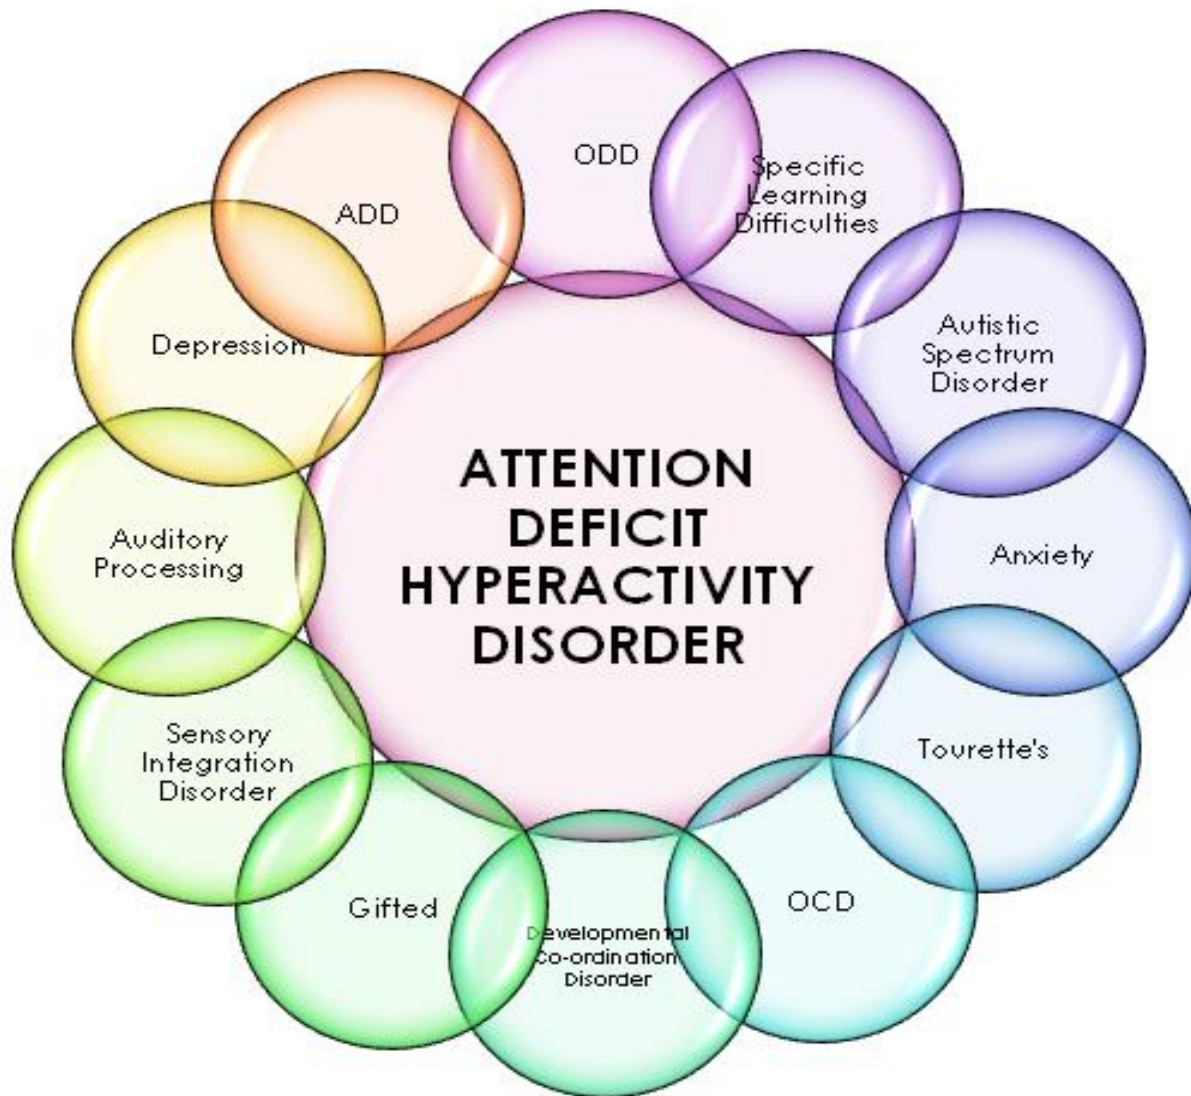 ATTENTION
DEFICIT
HYPERACTIVITY
DISORDER
ODD
Specific
Learning
Difficulties
Autistic
Spectrum
Disorder
Anxiety
Tourette's
OCD
Developmental
Co-ordination
Disorder
Gifted
Sensory
Integration
Disorder
Auditory
Processing
Depression
ADD